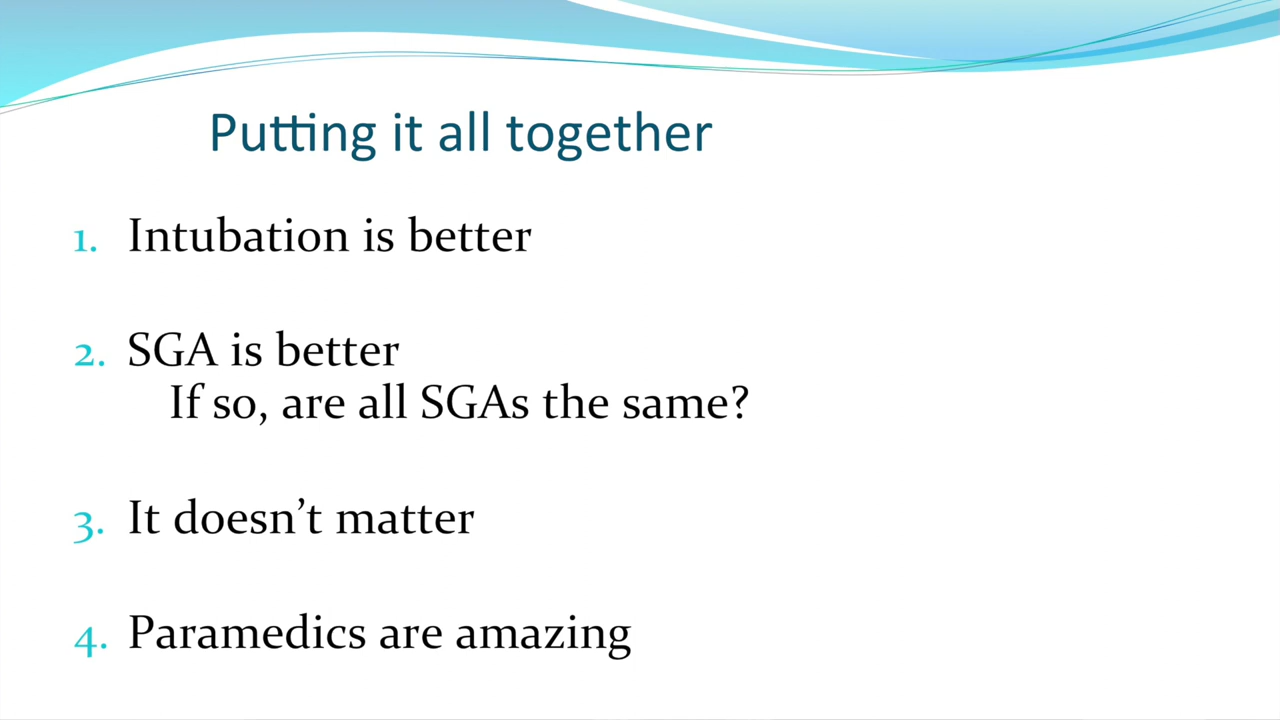 Putting it all together
1. Intubation is better
2. SGA is better
If so, are all SGAs the same?
3. It doesn’t matter
4. Paramedics are amazing